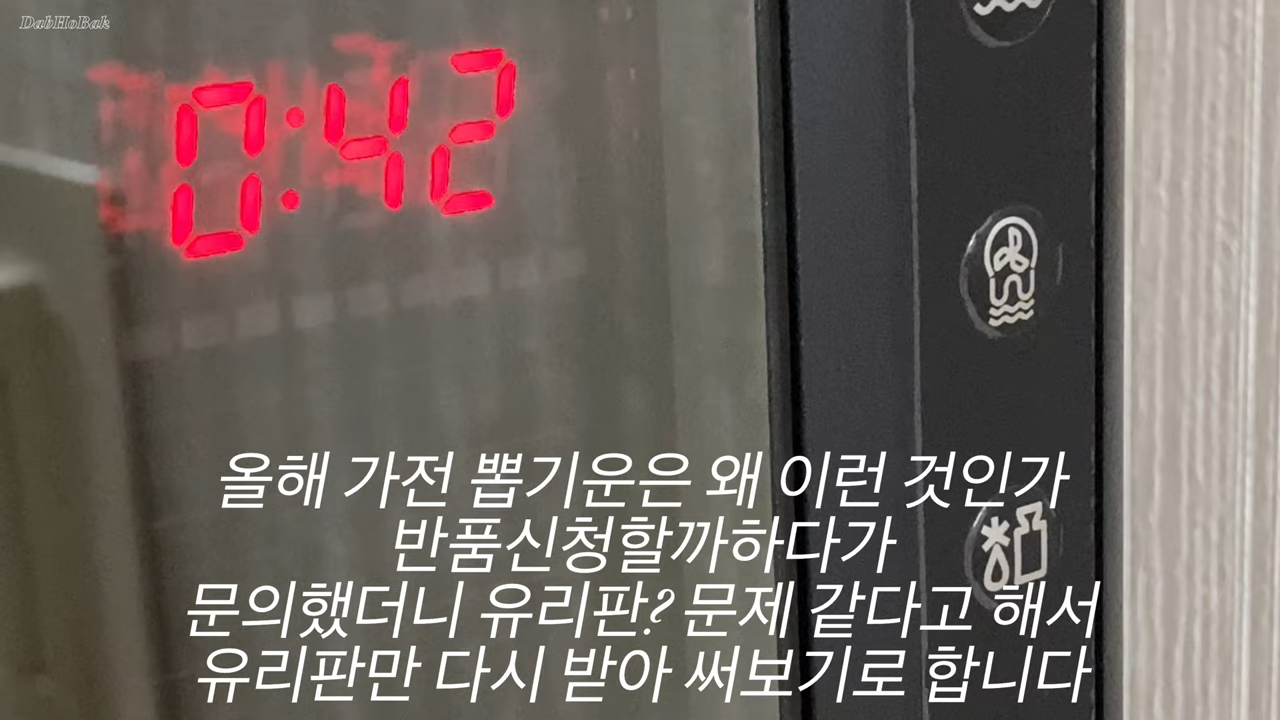 DabHoBak
0:42
올해 가전 뽑기운은 왜 이런 것인가
반품신청할까하다가
문의했더니 유리판? 문제 같다고 해서
유리판만 다시 받아 써보기로 합니다